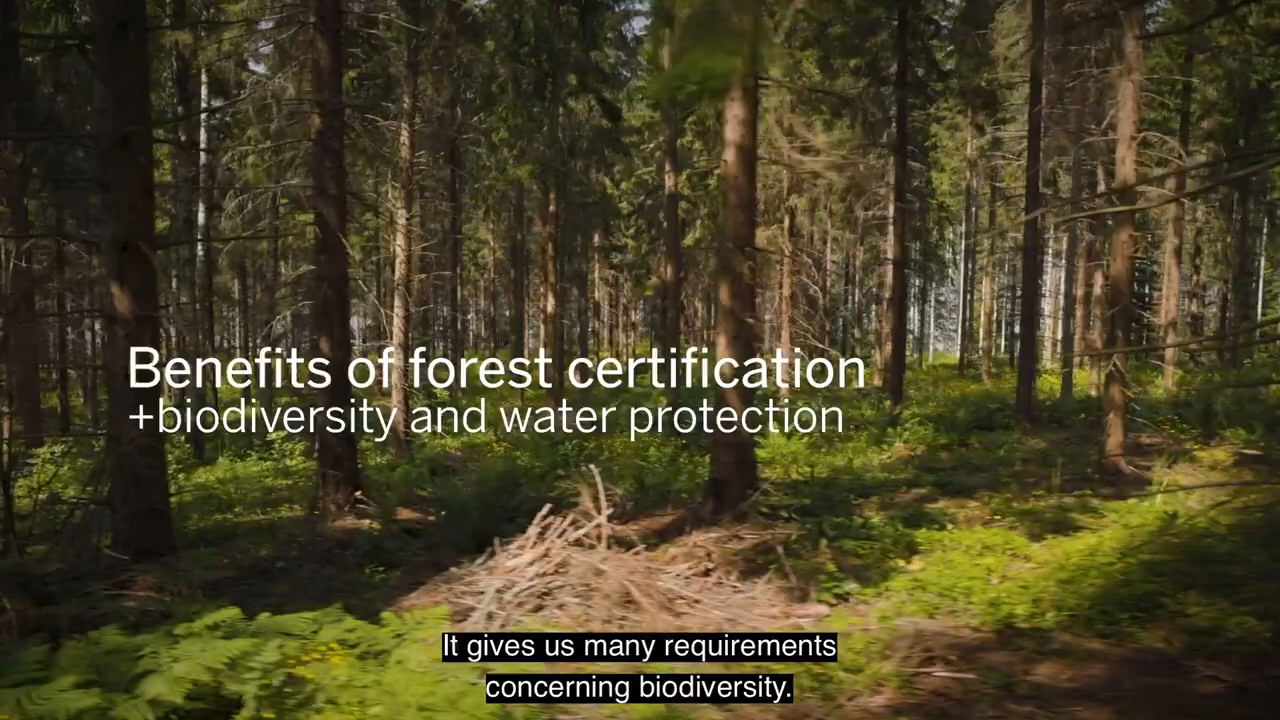 Benefits of forest certification
+biodiversity and water protection
It gives us many requirements
concerning biodiversity.